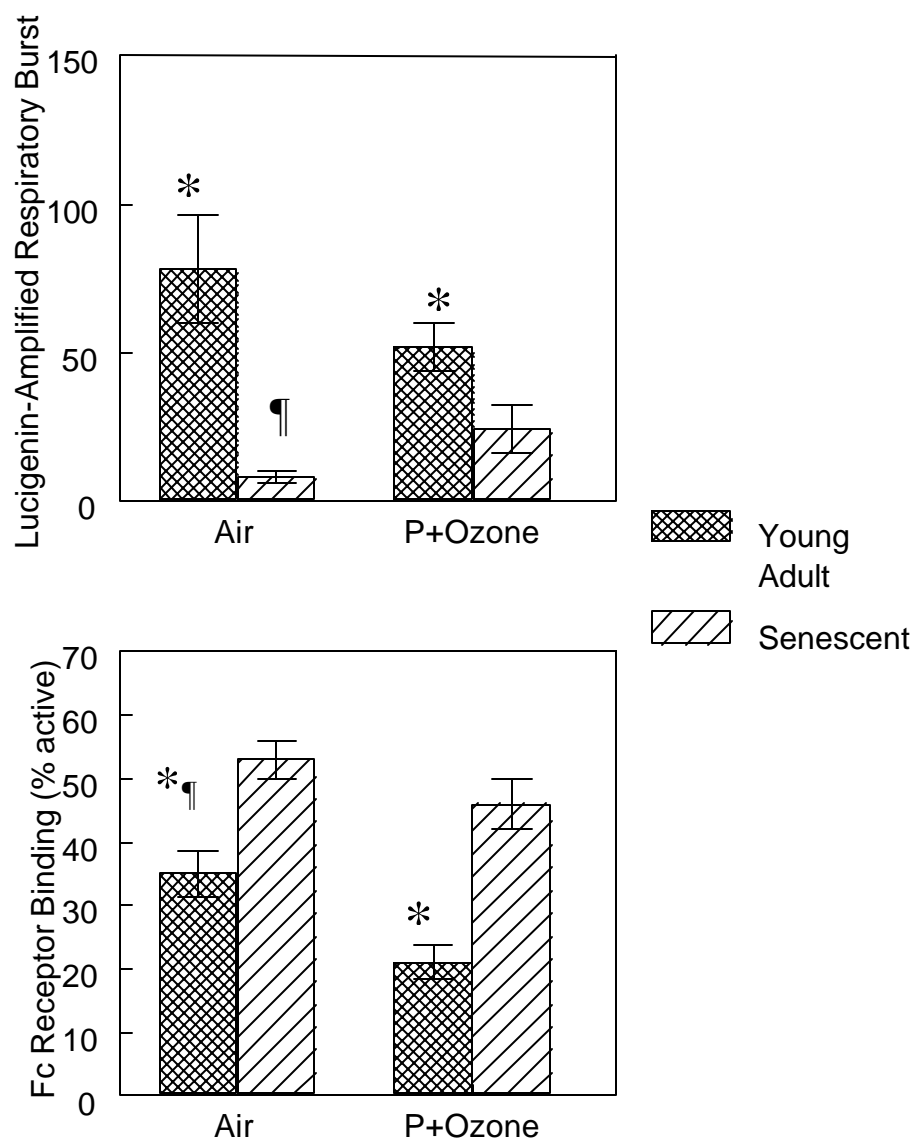 Lucigenin-Amplified Respiratory Burst
150
100
50
0
*
¶
*
Air
P+Ozone
Young
Adult
Senescent
Fc Receptor Binding (% active)
70
60
50
40
30
20
10
0
*¶
*
Air
P+Ozone